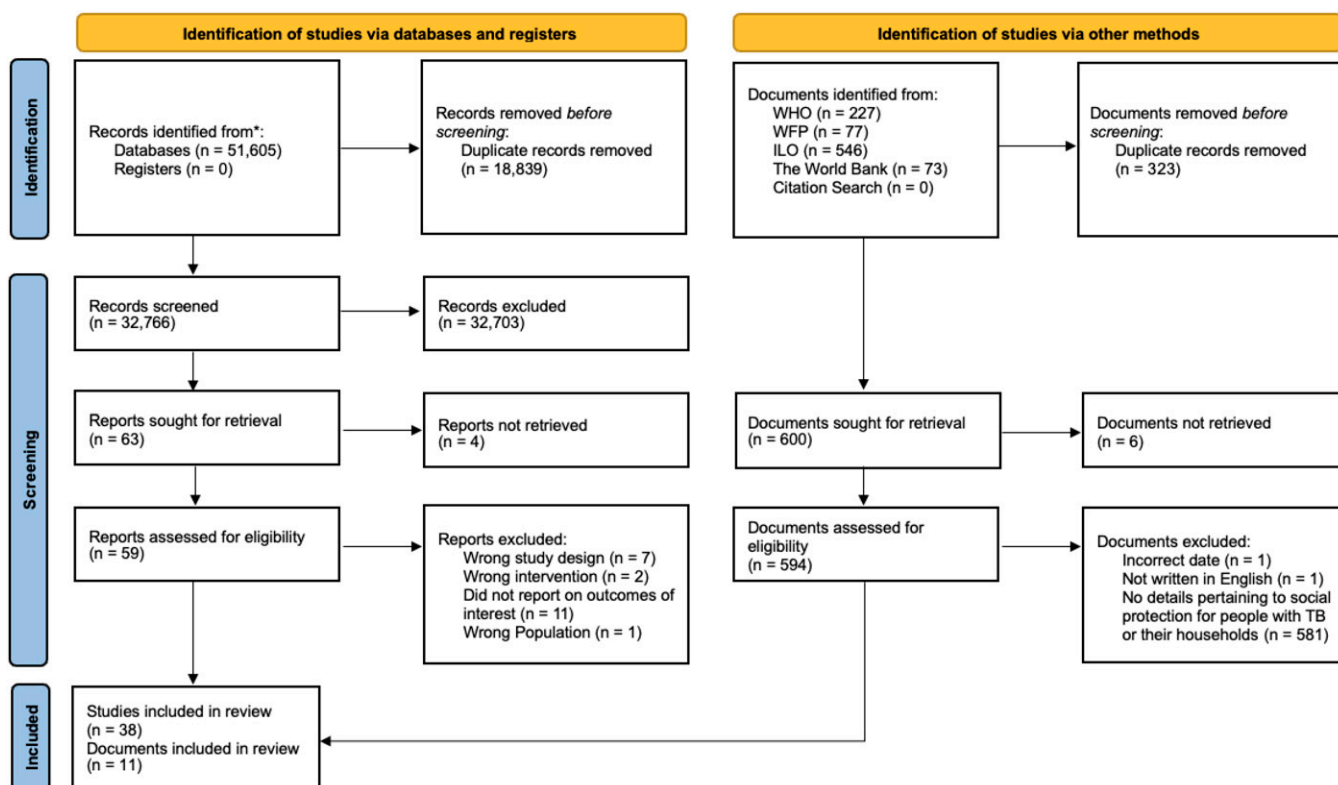 Identification of studies via databases and registers
Identification of studies via other methods
Identification
Records identified from*:
Databases (n = 51,605)
Registers (n = 0)
Records removed before
screening:
Duplicate records removed
(n = 18,839)
Documents identified from:
WHO (n = 227)
WFP (n = 77)
ILO (n = 546)
The World Bank (n = 73)
Citation Search (n = 0)
Documents removed before
screening:
Duplicate records removed
(n = 323)
Screening
Records screened
(n = 32,766)
Records excluded
(n = 32,703)
Reports sought for retrieval
(n = 63)
Reports not retrieved
(n = 4)
Documents sought for retrieval
(n = 600)
Documents not retrieved
(n = 6)
Reports assessed for eligibility
(n = 59)
Reports excluded:
Wrong study design (n = 7)
Wrong intervention (n = 2)
Did not report on outcomes of
interest (n = 11)
Wrong Population (n = 1)
Documents assessed for
eligibility
(n = 594)
Documents excluded:
Incorrect date (n = 1)
Not written in English (n = 1)
No details pertaining to social
protection for people with TB
or their households (n = 581)
Included
Studies included in review
(n = 38)
Documents included in review
(n = 11)